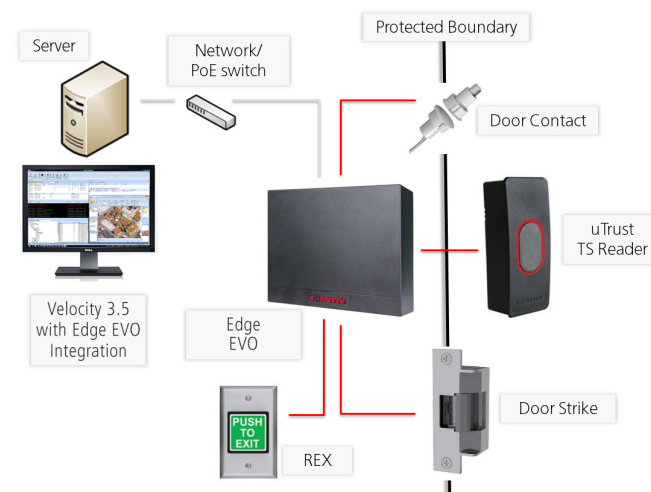 Protected Boundary
Server
Network/
PoE switch
Door Contact
uTrust
TS Reader
IDENTIV
Velocity 3.5
with Edge EVO
Integration
Edge
EVO
Door Strike
PUSH
TO
EXIT
REX